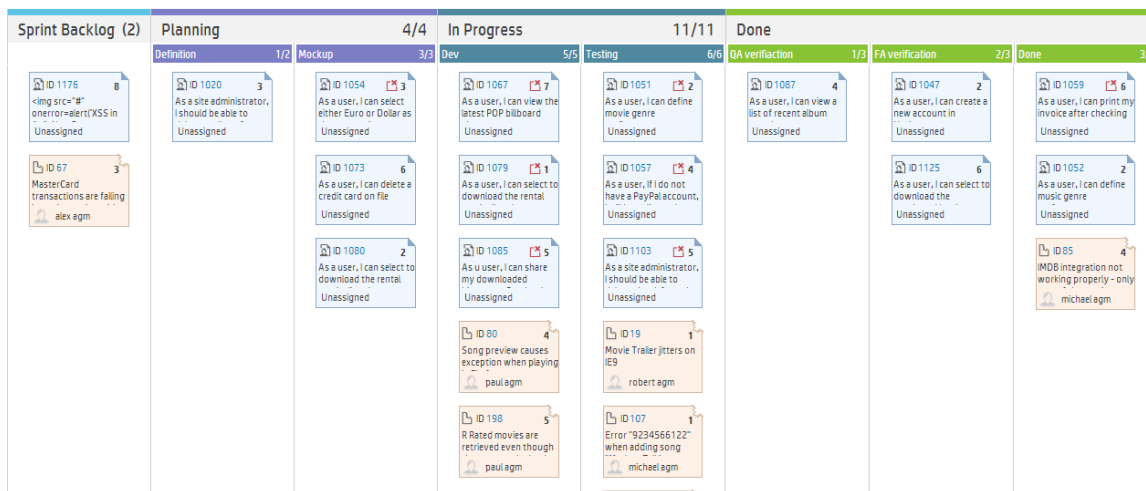 Sprint Backlog (2)
Planning 4/4
In Progress 11/11
Done
Definition 1/2
Mockup 3/3
Dev 5/5
Testing 6/6
QA verifiaction 1/3
FA verification 2/3
Done 3
ID 1176 8
<img src="#"
onerror=alert('XSS in
Unassigned
ID 67 3
MasterCard
transactions are failing
alex agm
ID 1020 3
As a site administrator,
I should be able to
Unassigned
ID 1054 3
As a user, I can select
either Euro or Dollar as
Unassigned
ID 1073 6
As a user, I can delete a
credit card on file
Unassigned
ID 1080 2
As a user, I can select to
download the rental
Unassigned
ID 1067 7
As a user, I can view the
latest POP billboard
Unassigned
ID 1079 1
As a user, I can select to
download the rental
Unassigned
ID 1085 5
As a user, I can share
my downloaded
Unassigned
ID 80 4
Song preview causes
exception when playing
paul agm
ID 198 5
R Rated movies are
retrieved even though
paul agm
ID 1051 2
As a user, I can define
movie genre
Unassigned
ID 1057 4
As a user, If I do not
have a PayPal account,
Unassigned
ID 1103 5
As a site administrator,
I should be able to
Unassigned
ID 19 1
Movie Trailer jitters on
IE9
robert agm
ID 107 1
Error "9234566122"
when adding song
michael agm
ID 1087 4
As a user, I can view a
list of recent album
Unassigned
ID 1047 2
As a user, I can create a
new account in
Unassigned
ID 1125 6
As a user, I can select to
download the
Unassigned
ID 1059 6
As a user, I can print my
invoice after checking
Unassigned
ID 1052 2
As a user, I can define
music genre
Unassigned
ID 85 4
IMDB integration not
working properly - only
michael agm